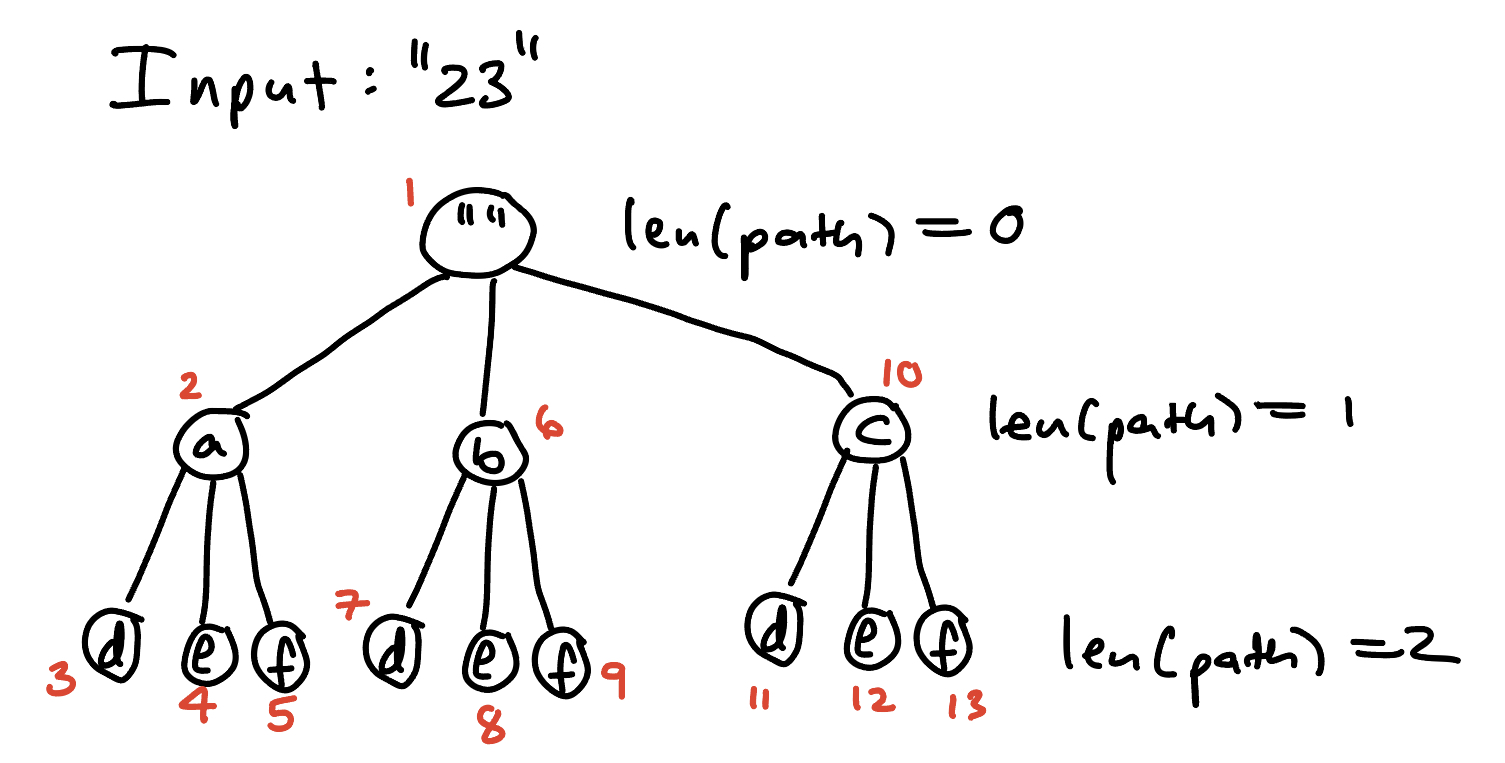 Input: "23"
1 "" len(path) = 0
2 10
a b 6 c len(path) = 1
7
d e f d e f d e f len(path) = 2
3 4 5 8 9 11 12 13